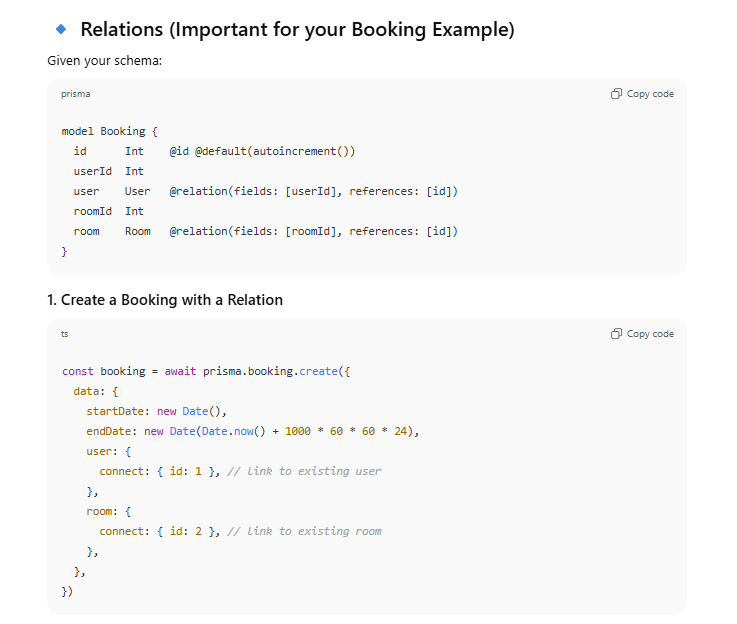 🔹 Relations (Important for your Booking Example)
Given your schema:
prisma
Copy code
model Booking {
  id      Int    @id @default(autoincrement())
  userId  Int
  user    User   @relation(fields: [userId], references: [id])
  roomId  Int
  room    Room   @relation(fields: [roomId], references: [id])
}
1. Create a Booking with a Relation
ts
Copy code
const booking = await prisma.booking.create({
  data: {
    startDate: new Date(),
    endDate: new Date(Date.now() + 1000 * 60 * 60 * 24),
    user: {
      connect: { id: 1 }, // link to existing user
    },
    room: {
      connect: { id: 2 }, // link to existing room
    },
  },
})